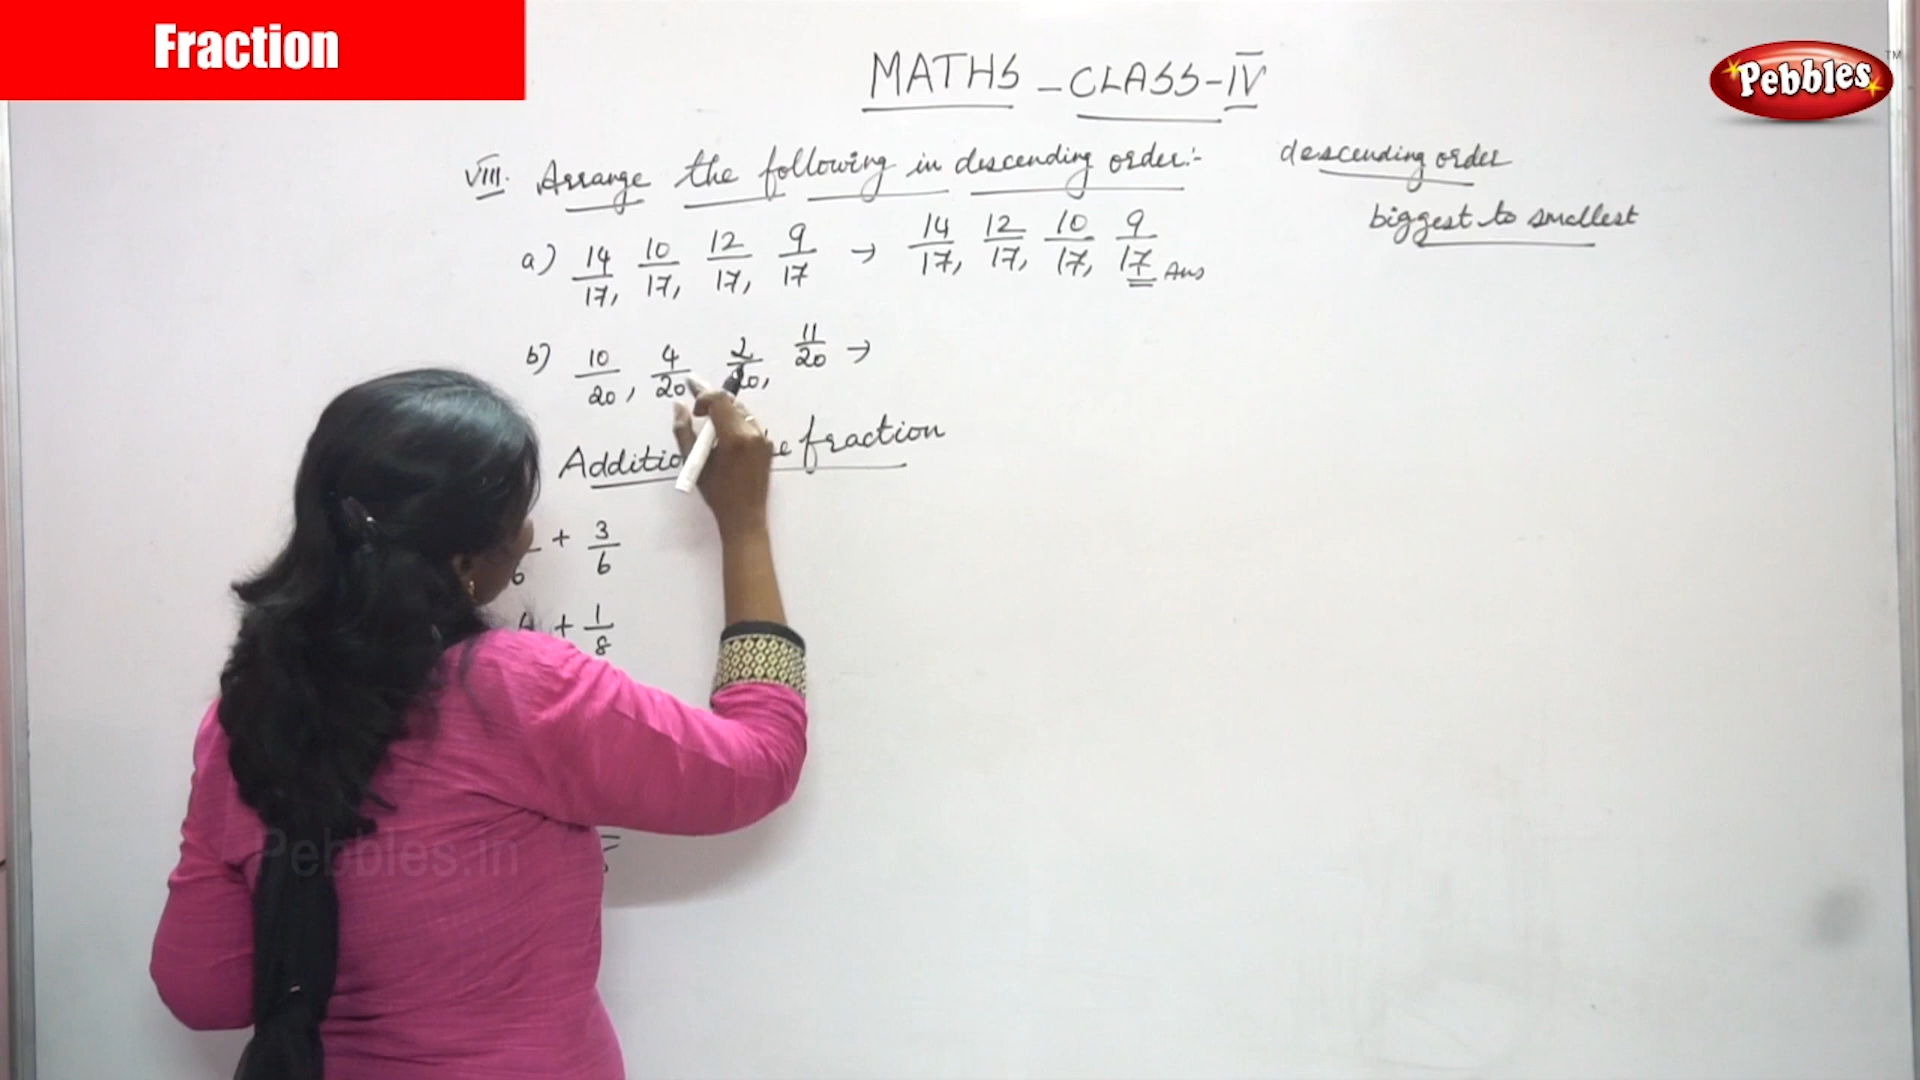 Fraction
Pebbles™
MATHS - CLASS - IV
VIII. Arrange the following in descending order:-
descending order
biggest to smallest
a) 14/17, 10/17, 12/17, 9/17 → 14/17, 12/17, 10/17, 9/17 Ans
b) 10/20, 4/20, 2/20, 11/20 →
fraction
+ 3/6
+ 1/8
Pebbles.in